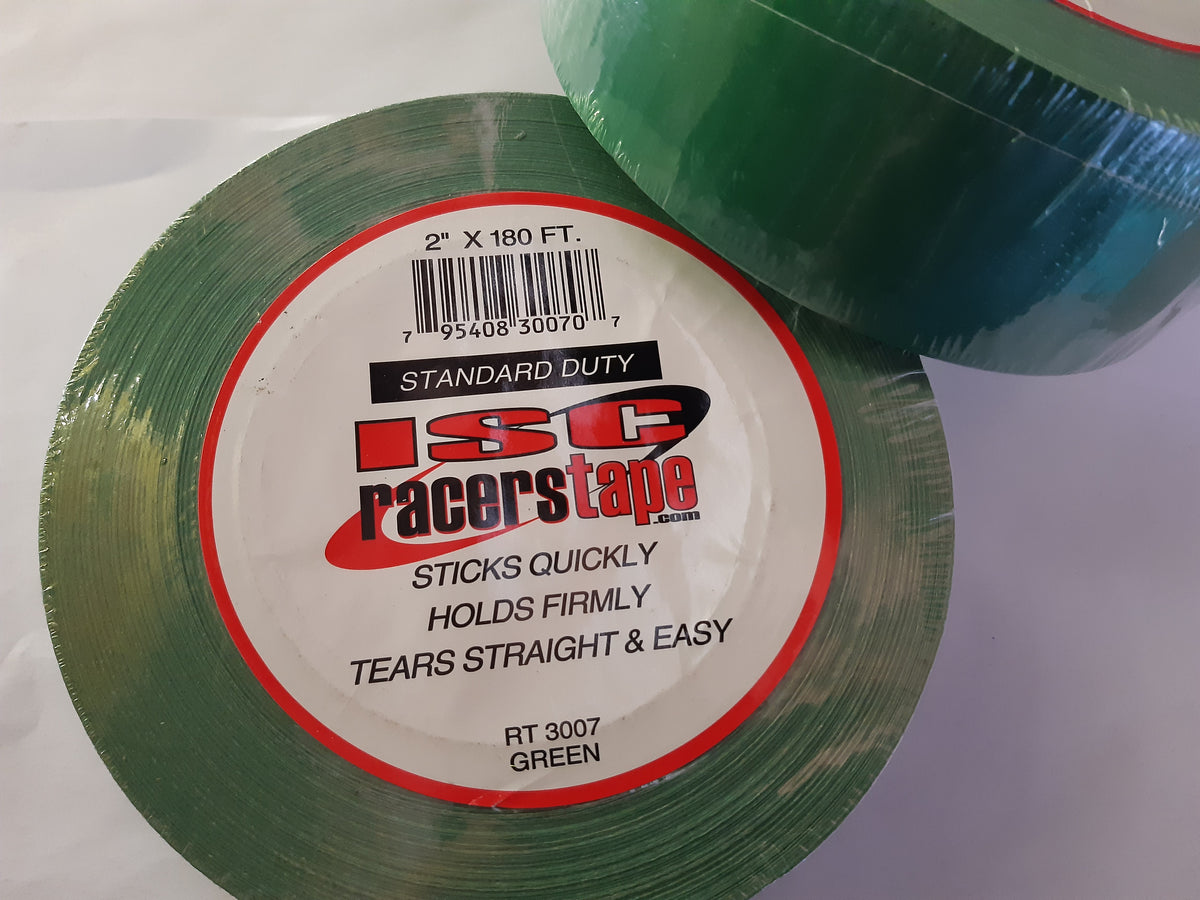 2" X 180 FT.
7 95408 30070 7
STANDARD DUTY
ISC
racerstape
.com
STICKS QUICKLY
HOLDS FIRMLY
TEARS STRAIGHT & EASY
RT 3007
GREEN